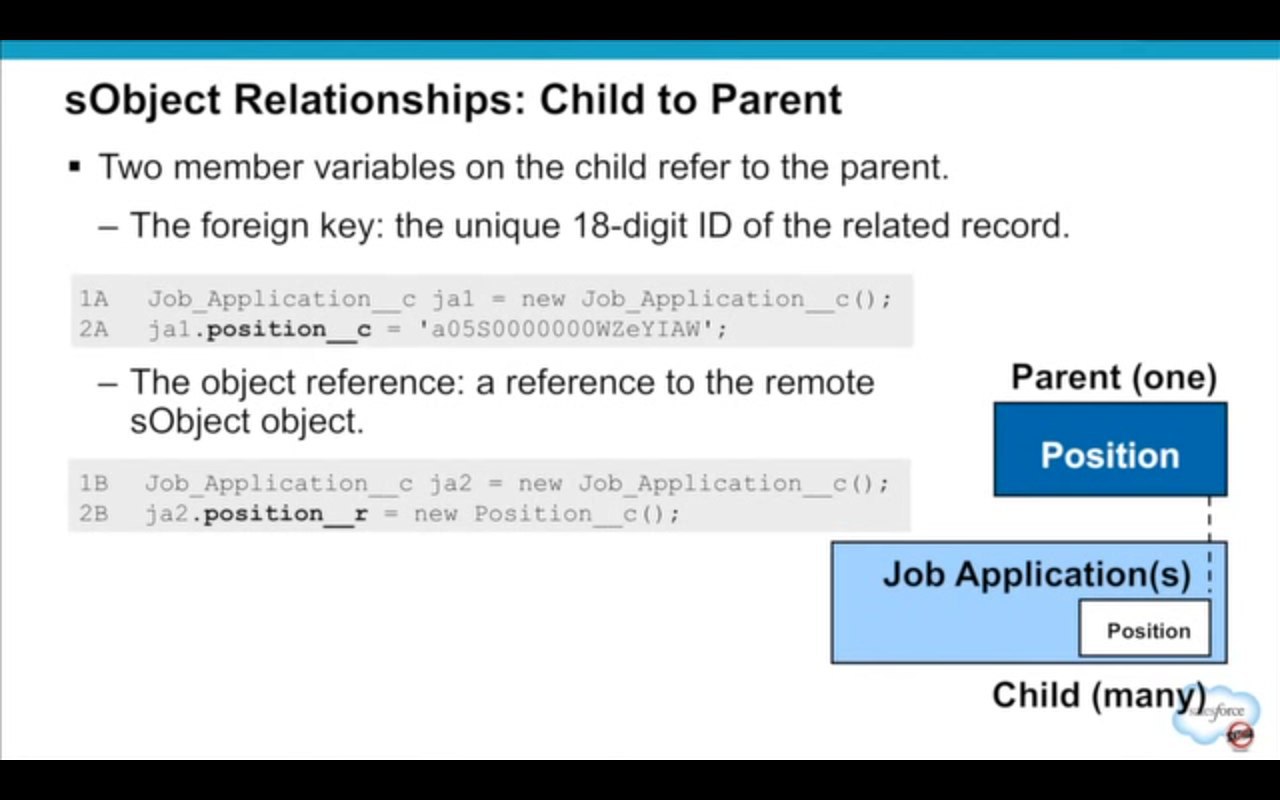 sObject Relationships: Child to Parent
▪ Two member variables on the child refer to the parent.
– The foreign key: the unique 18-digit ID of the related record.
1A Job_Application__c ja1 = new Job_Application__c();
2A ja1.position__c = 'a05S0000000WZeYIAW';
– The object reference: a reference to the remote
sObject object.
1B Job_Application__c ja2 = new Job_Application__c();
2B ja2.position__r = new Position__c();
Parent (one)
Position
Job Application(s)
Position
Child (many)
salesforce